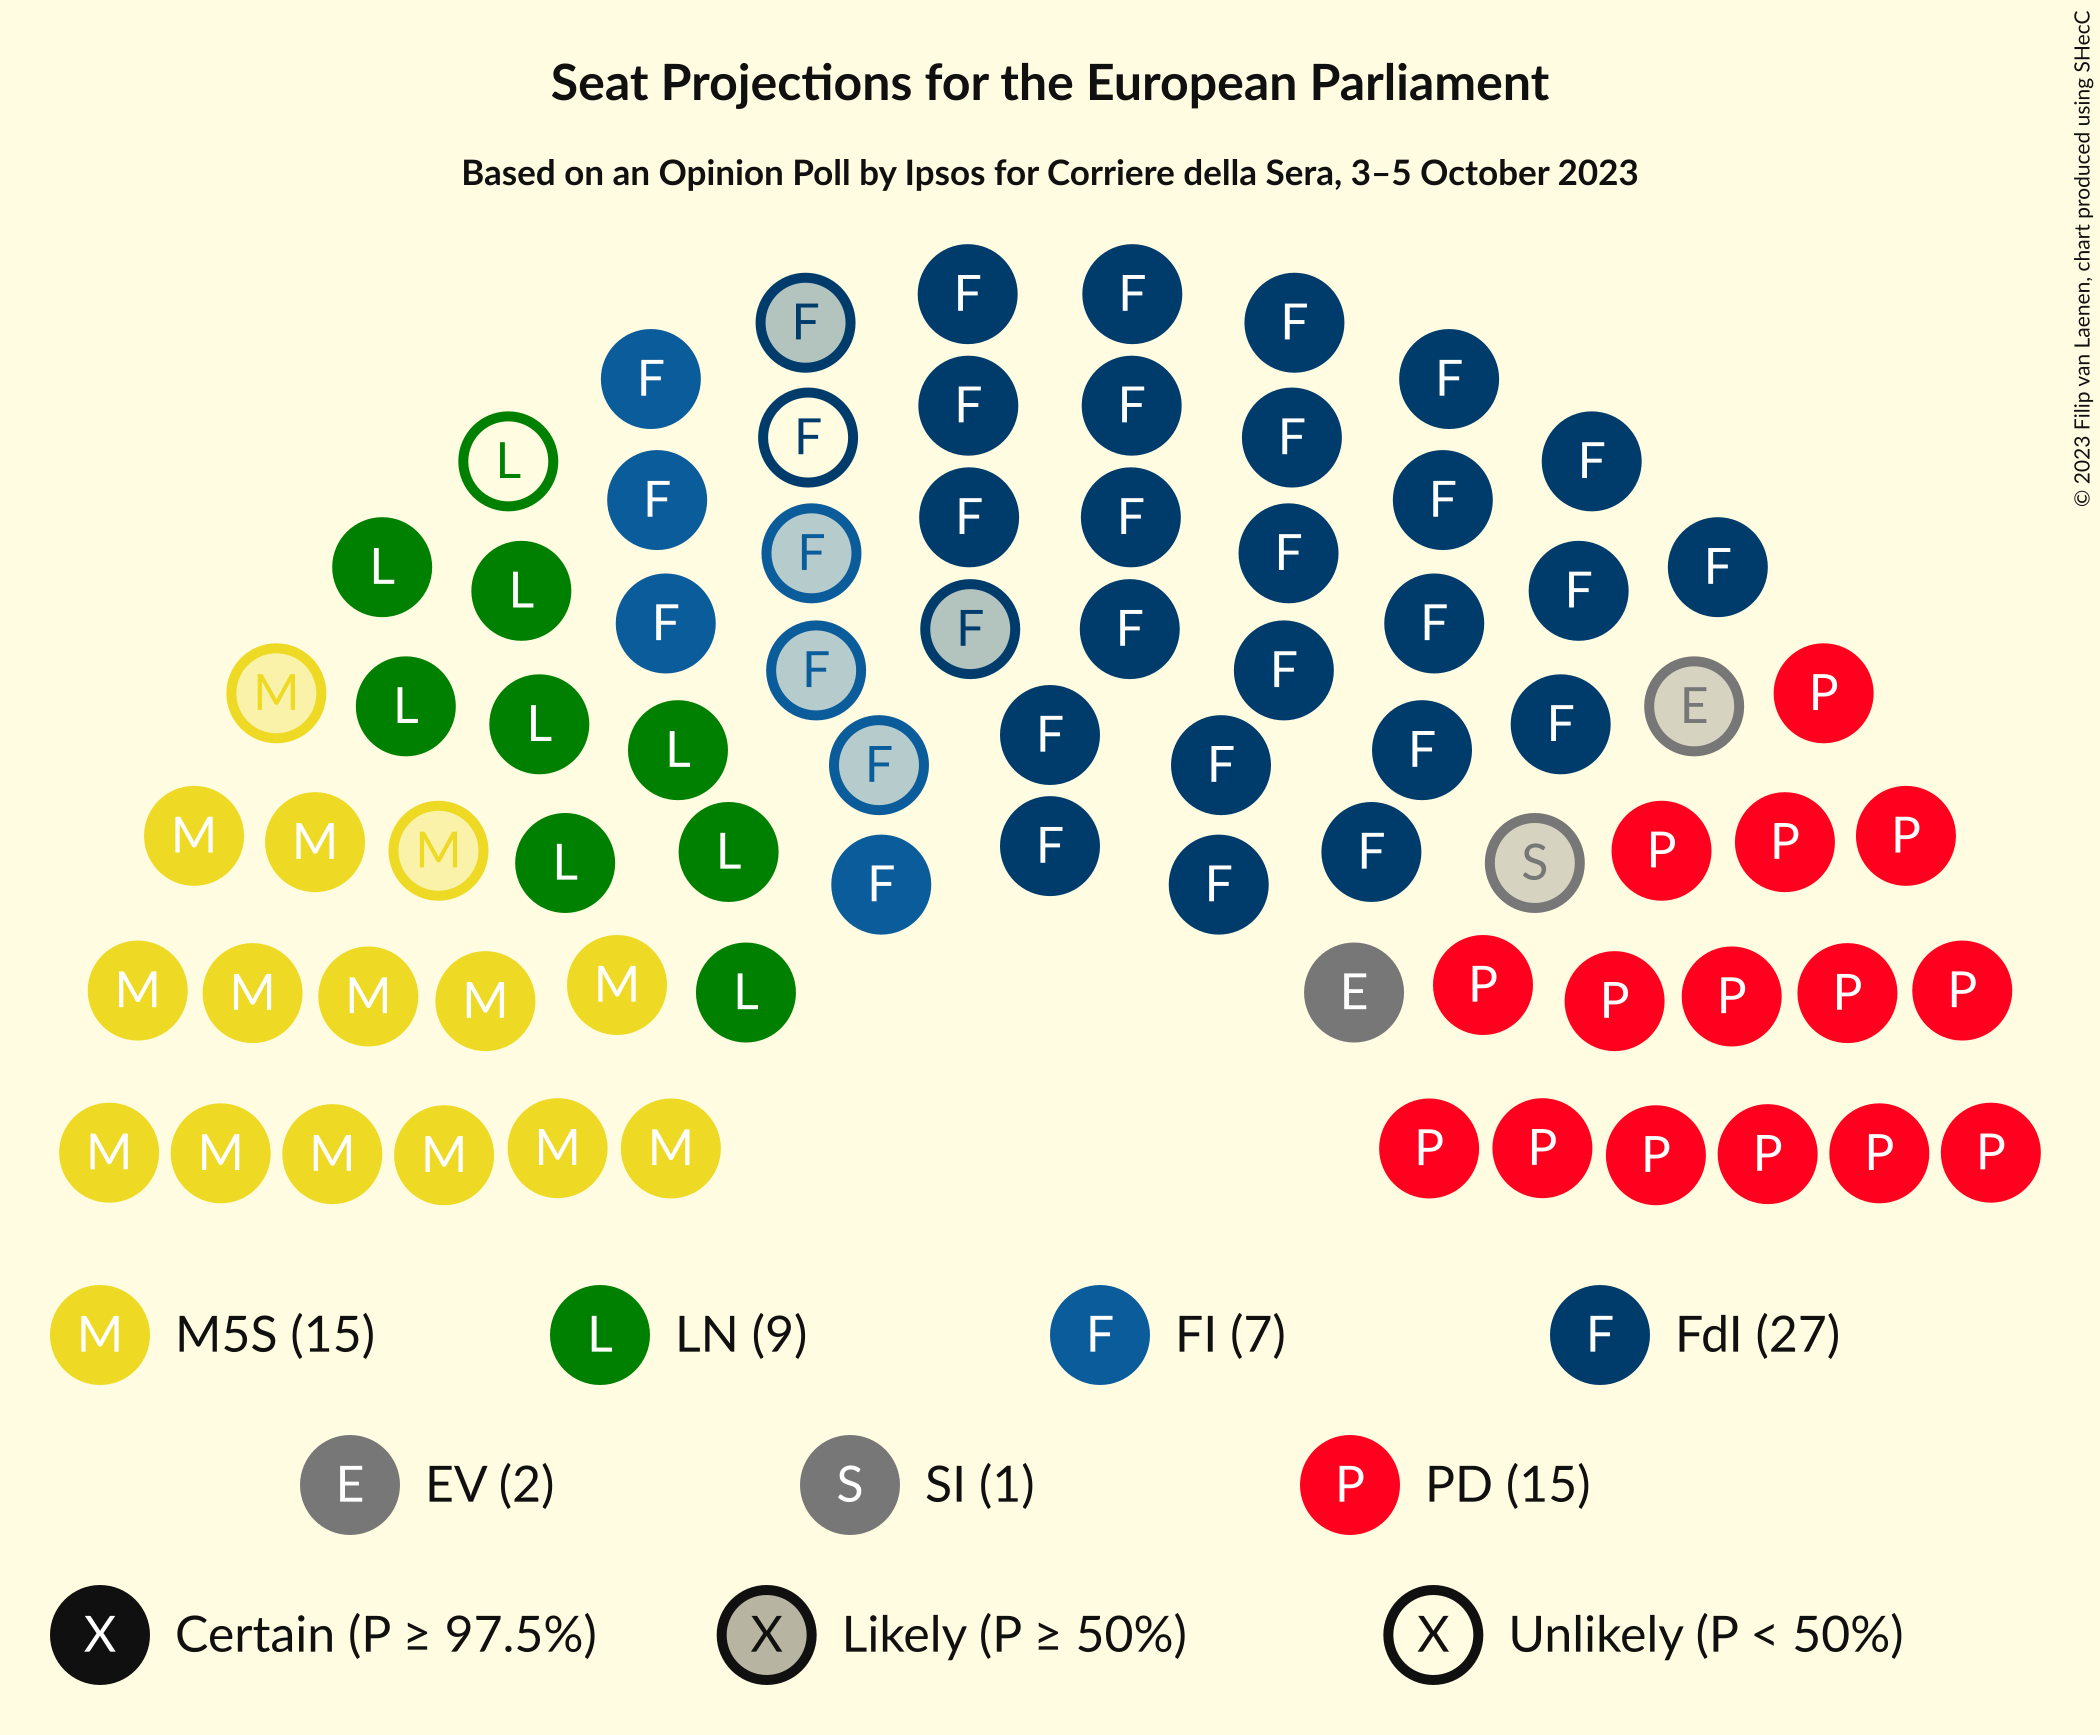 Seat Projections for the European Parliament
Based on an Opinion Poll by Ipsos for Corriere della Sera, 3–5 October 2023
© 2023 Filip van Laenen, chart produced using SHecC
F F F F
F F
F F F F
L F
F F
L F F F F
L F F
F F F
L F F
F F F
M F P
L F E
L F
L F F
F F
M P
M P
M F P
L L F S
F F
M M
M M
M L E P
P P P P
M M M M M M P P P P P P
M M5S (15) L LN (9) F FI (7) F FdI (27)
E EV (2) S SI (1) P PD (15)
X Certain (P ≥ 97.5%) X Likely (P ≥ 50%) X Unlikely (P < 50%)